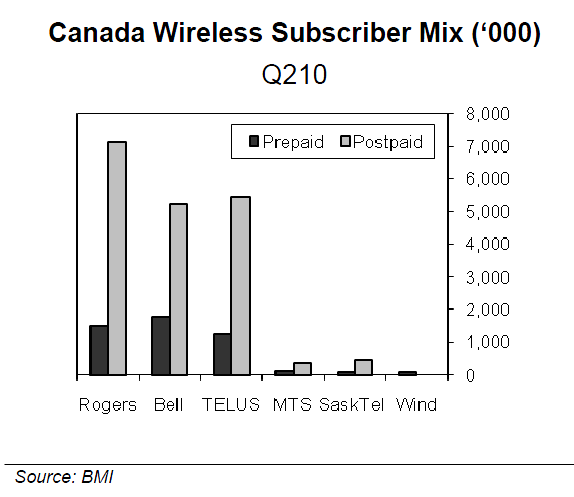 Canada Wireless Subscriber Mix (‘000)
Q210
Prepaid Postpaid
8,000
7,000
6,000
5,000
4,000
3,000
2,000
1,000
0
Rogers Bell TELUS MTS SaskTel Wind
Source: BMI